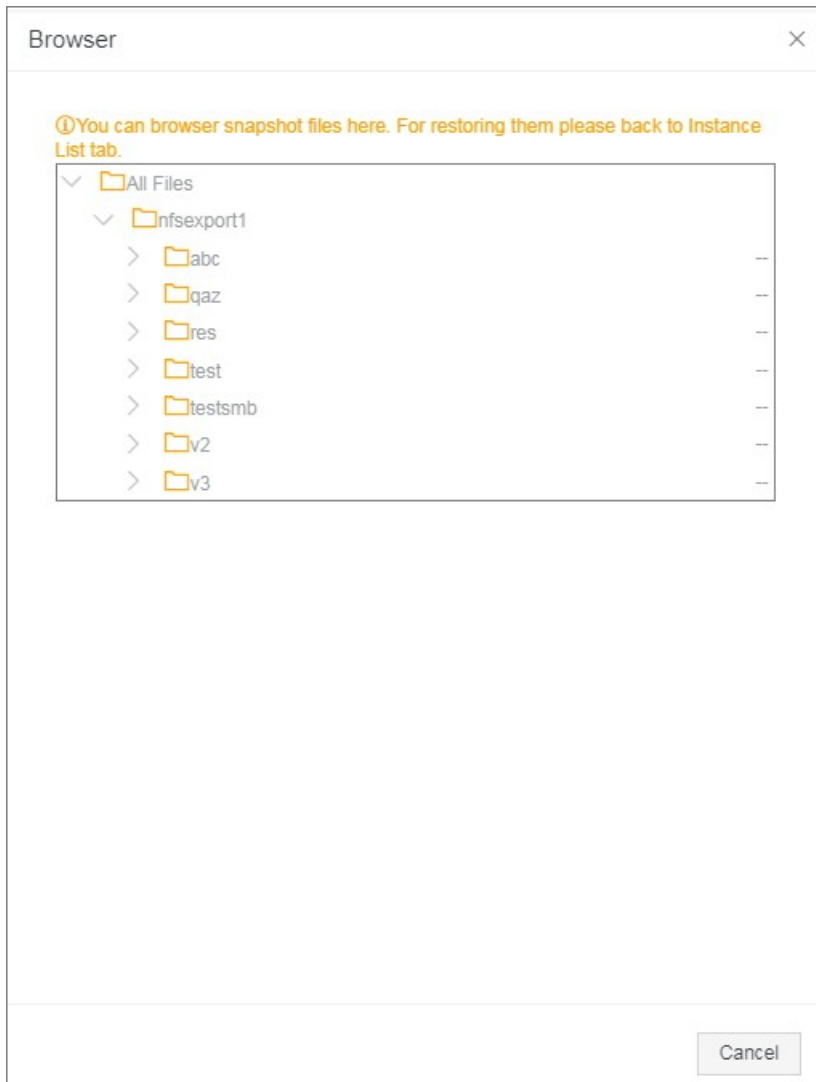 Browser
You can browser snapshot files here. For restoring them please back to Instance
List tab.
All Files
nfsexport1
abc --
qaz --
res --
test --
testsmb --
v2 --
v3 --
Cancel